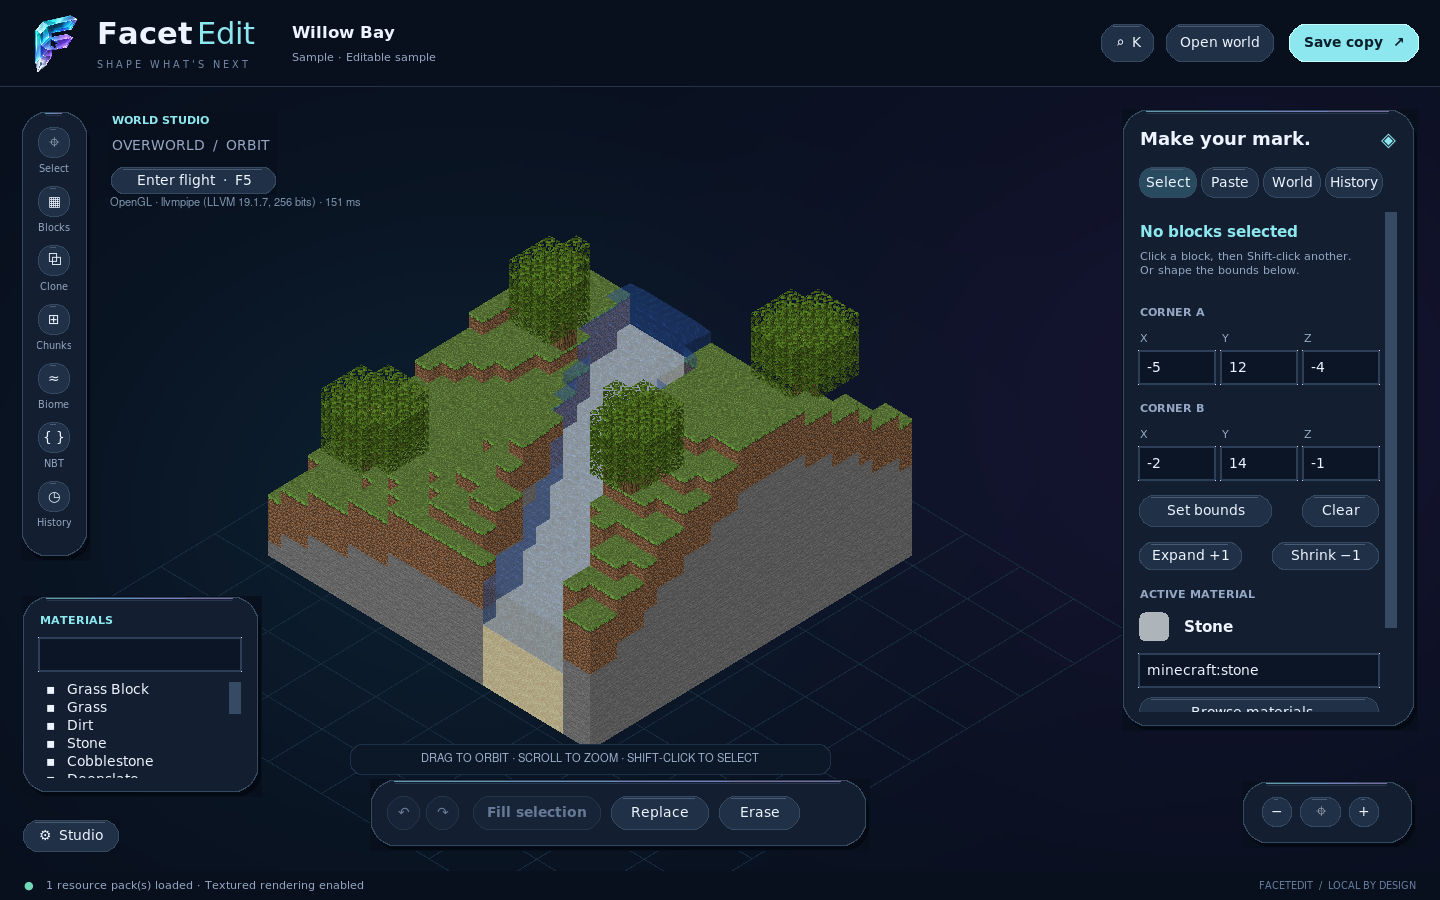 FacetEdit
SHAPE WHAT'S NEXT
Willow Bay
Sample · Editable sample
⌕ K
Open world
Save copy ↗
Select
Blocks
Clone
Chunks
Biome
{ }
NBT
History
WORLD STUDIO
OVERWORLD / ORBIT
Enter flight · F5
OpenGL · llvmpipe (LLVM 19.1.7, 256 bits) · 151 ms
Make your mark.
Select Paste World History
No blocks selected
Click a block, then Shift-click another.
Or shape the bounds below.
CORNER A
X Y Z
-5 12 -4
CORNER B
X Y Z
-2 14 -1
Set bounds Clear
Expand +1 Shrink −1
ACTIVE MATERIAL
Stone
minecraft:stone
Browse materials
MATERIALS
Grass Block
Grass
Dirt
Stone
Cobblestone
Deepslate
DRAG TO ORBIT · SCROLL TO ZOOM · SHIFT-CLICK TO SELECT
↶ ↷ Fill selection Replace Erase
− +
⚙ Studio
1 resource pack(s) loaded · Textured rendering enabled
FACETEDIT / LOCAL BY DESIGN